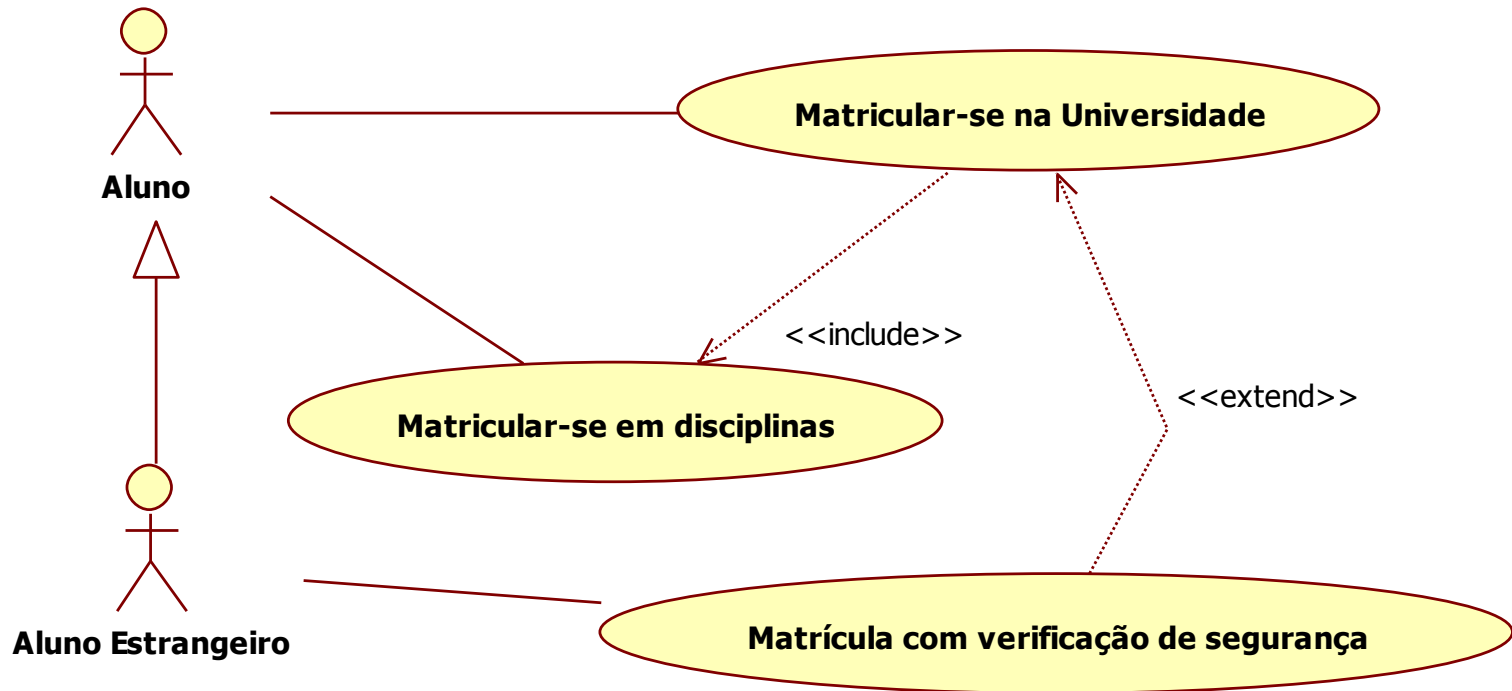 Matricular-se na Universidade
Aluno
<<include>>
<<extend>>
Matricular-se em disciplinas
Aluno Estrangeiro
Matrícula com verificação de segurança